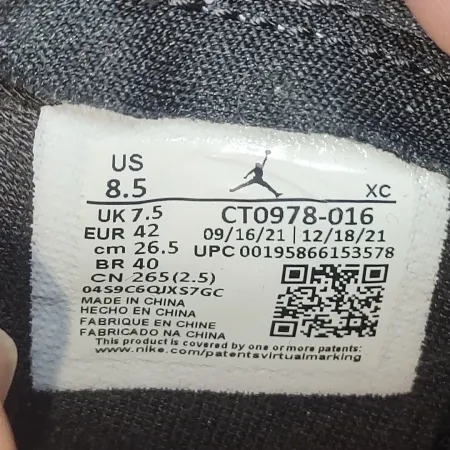 US
8.5
XC
UK 7.5
CT0978-016
EUR 42
09/16/21 | 12/18/21
cm 26.5
UPC 00195866153578
BR 40
CN 265(2.5)
04S9C6QJXS7GC
MADE IN CHINA
HECHO EN CHINA
FABRIQUE EN CHINE
FABRICADO NA CHINA
This product is covered by one or more patents:
www.nike.com/patentsvirtualmarking